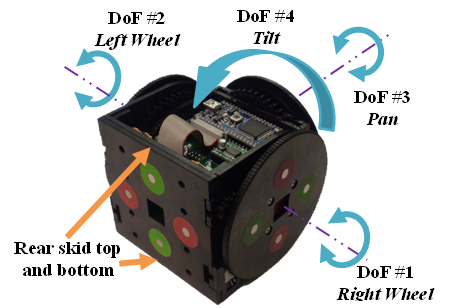 DoF #2
Left Wheel
DoF #4
Tilt
DoF #3
Pan
Rear skid top
and bottom
DoF #1
Right Wheel